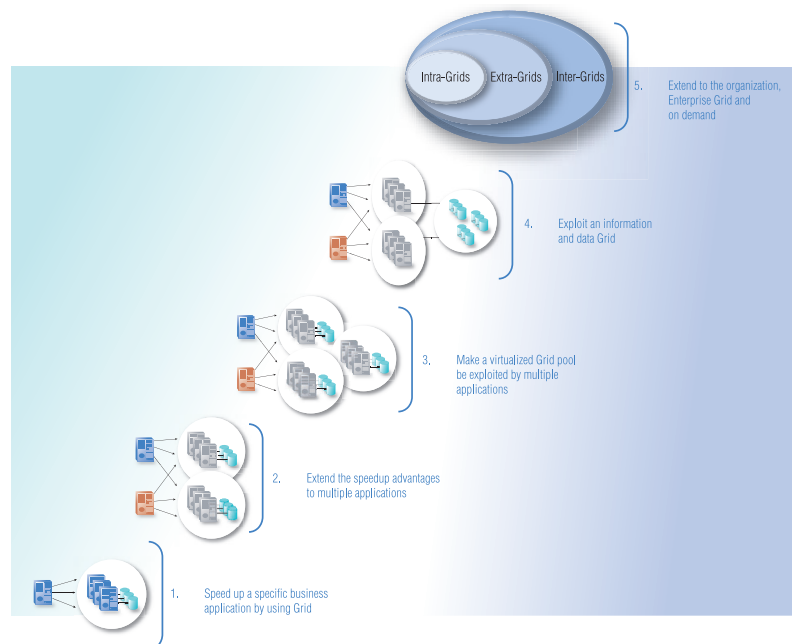 Intra-Grids Extra-Grids Inter-Grids
5. Extend to the organization,
Enterprise Grid and
on demand
4. Exploit an information
and data Grid
3. Make a virtualized Grid pool
be exploited by multiple
applications
2. Extend the speedup advantages
to multiple applications
1. Speed up a specific business
application by using Grid